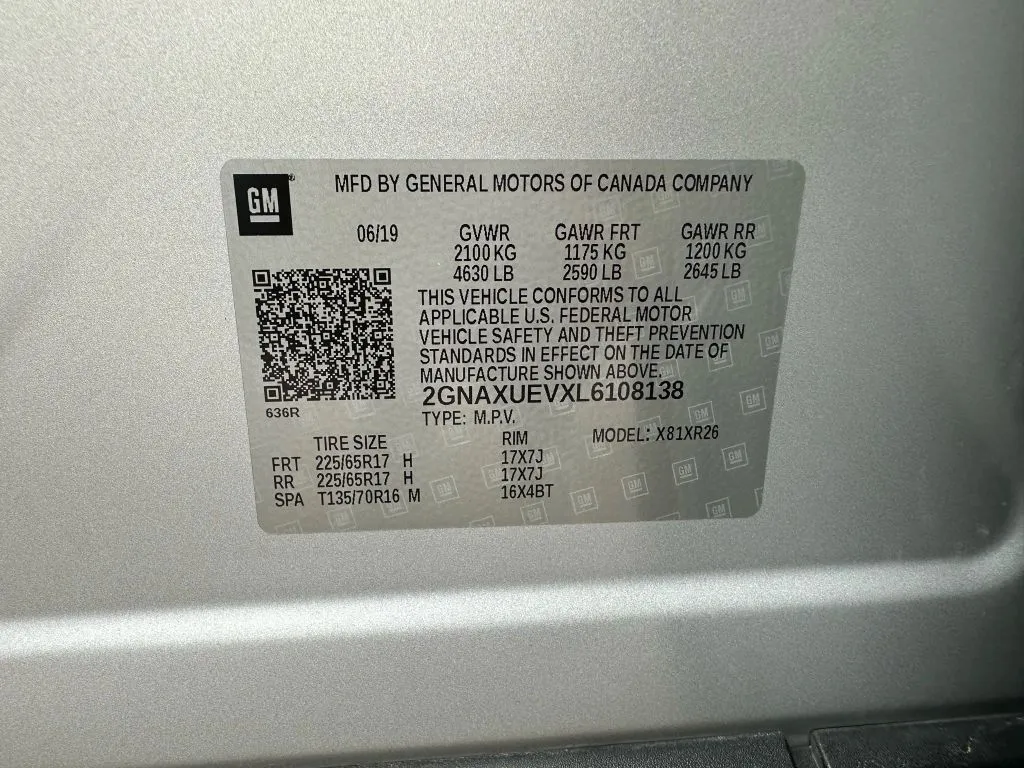 GM
MFD BY GENERAL MOTORS OF CANADA COMPANY
06/19 GVWR GAWR FRT GAWR RR
2100 KG 1175 KG 1200 KG
4630 LB 2590 LB 2645 LB
THIS VEHICLE CONFORMS TO ALL
APPLICABLE U.S. FEDERAL MOTOR
VEHICLE SAFETY AND THEFT PREVENTION
STANDARDS IN EFFECT ON THE DATE OF
MANUFACTURE SHOWN ABOVE.
2GNAXUEVXL6108138
636R
TYPE: M.P.V.
TIRE SIZE RIM MODEL: X81XR26
FRT 225/65R17 H 17X7J
RR 225/65R17 H 17X7J
SPA T135/70R16 M 16X4BT